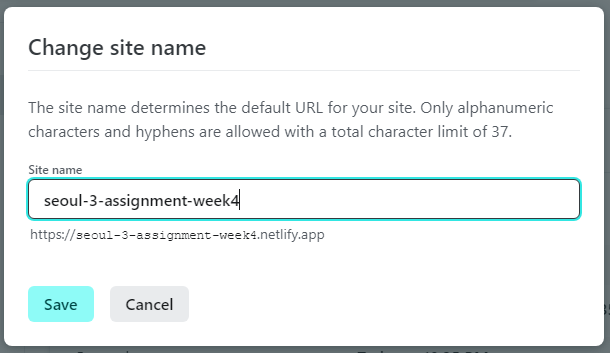 Change site name
The site name determines the default URL for your site. Only alphanumeric
characters and hyphens are allowed with a total character limit of 37.
Site name
seoul-3-assignment-week4
https://seoul-3-assignment-week4.netlify.app
Save Cancel